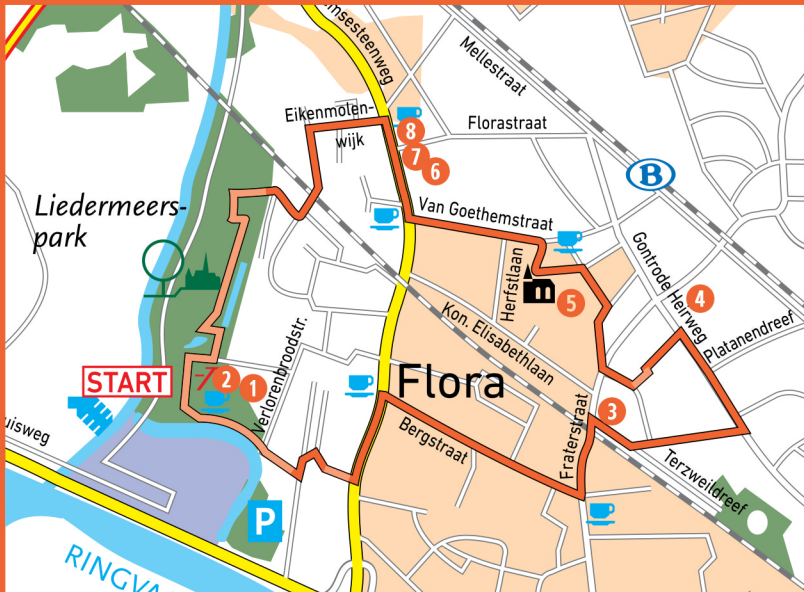 msesteenweg
Mellestraat
Eikenmolen-
wijk
Florastraat
8
7
6
B
Liedermeers-
park
Van Goethemstraat
Herfstlaan
Gontrode Heirweg
4
5
Platanendreef
Kon. Elisabethlaan
START
2
1
Verlorenbroodstr.
Flora
3
Bergstraat
Fraterstraat
Terzweildreef
uisweg
P
RINGVA